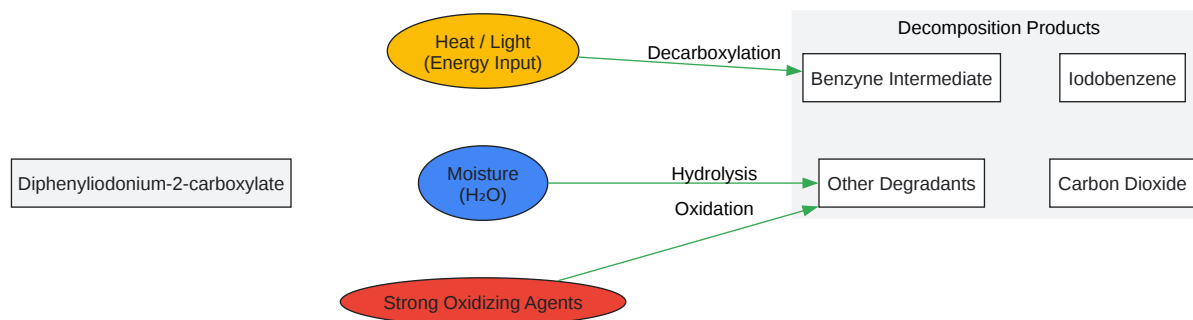 Decomposition Products
Heat / Light
(Energy Input)
Decarboxylation
Benzyne Intermediate
Iodobenzene
Diphenyliodonium-2-carboxylate
Moisture
(H₂O)
Hydrolysis
Other Degradants
Carbon Dioxide
Oxidation
Strong Oxidizing Agents